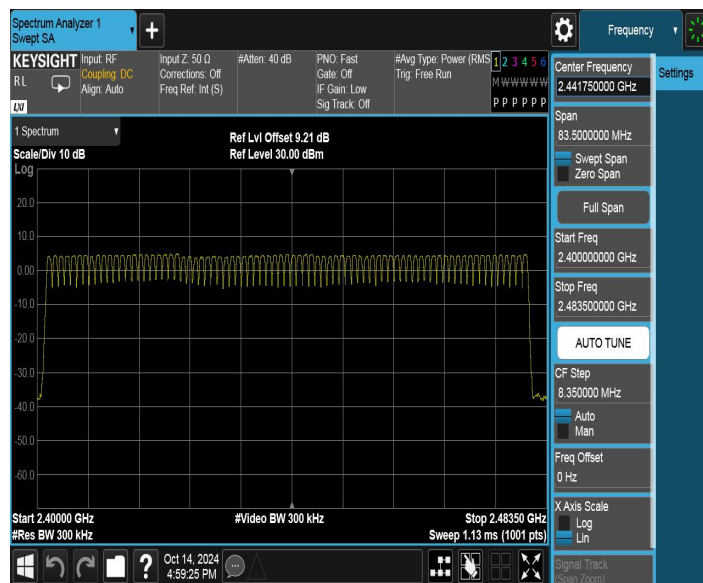 Spectrum Analyzer 1
Swept SA
Frequency
KEYSIGHT
R L
LXI
Input: RF
Coupling: DC
Align: Auto
Input Z: 50 Ω
Corrections: Off
Freq Ref: Int (S)
#Atten: 40 dB
PNO: Fast
Gate: Off
IF Gain: Low
Sig Track: Off
#Avg Type: Power (RMS
Trig: Free Run
1 2 3 4 5 6
M W W W W W
P P P P P P
1 Spectrum
Scale/Div 10 dB
Ref Lvl Offset 9.21 dB
Ref Level 30.00 dBm
Log
20.0
10.0
0.00
-10.0
-20.0
-30.0
-40.0
-50.0
-60.0
Start 2.40000 GHz
#Res BW 300 kHz
#Video BW 300 kHz
Stop 2.48350 GHz
Sweep 1.13 ms (1001 pts)
Center Frequency
2.441750000 GHz
Settings
Span
83.5000000 MHz
Swept Span
Zero Span
Full Span
Start Freq
2.400000000 GHz
Stop Freq
2.483500000 GHz
AUTO TUNE
CF Step
8.350000 MHz
Auto
Man
Freq Offset
0 Hz
X Axis Scale
Log
Lin
Signal Track
(Span Zoom)
?
Oct 14, 2024
4:59:25 PM